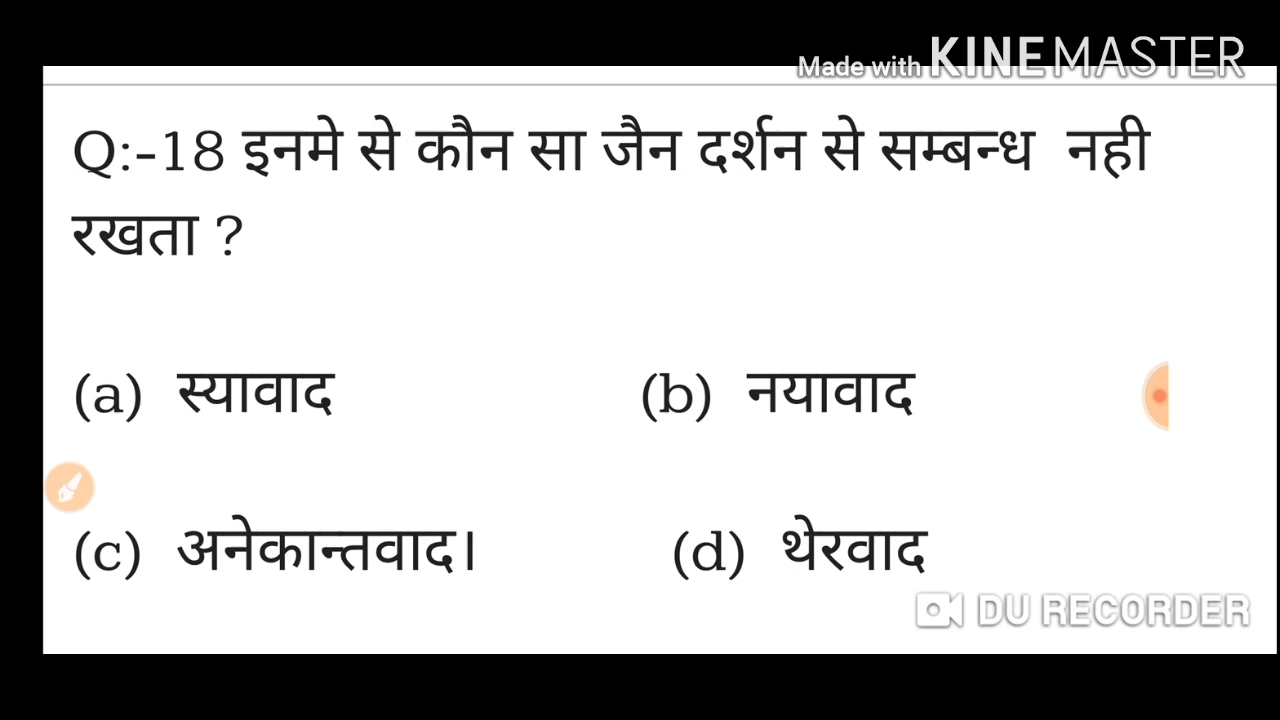 Made with KINEMASTER
Q:-18 इनमे से कौन सा जैन दर्शन से सम्बन्ध नही
रखता ?
(a) स्यावाद (b) नयावाद
(c) अनेकान्तवाद। (d) थेरवाद
DU RECORDER